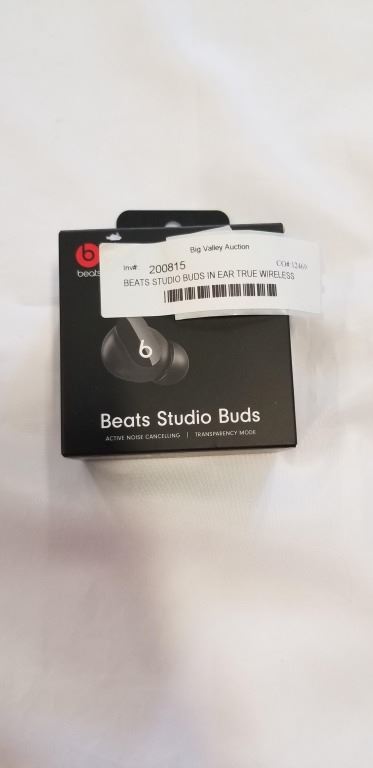 Big Valley Auction
Inv#: 200815 CO#:
BEATS STUDIO BUDS IN EAR TRUE WIRELESS
b
beats
b
Beats Studio Buds
ACTIVE NOISE CANCELLING | TRANSPARENCY MODE